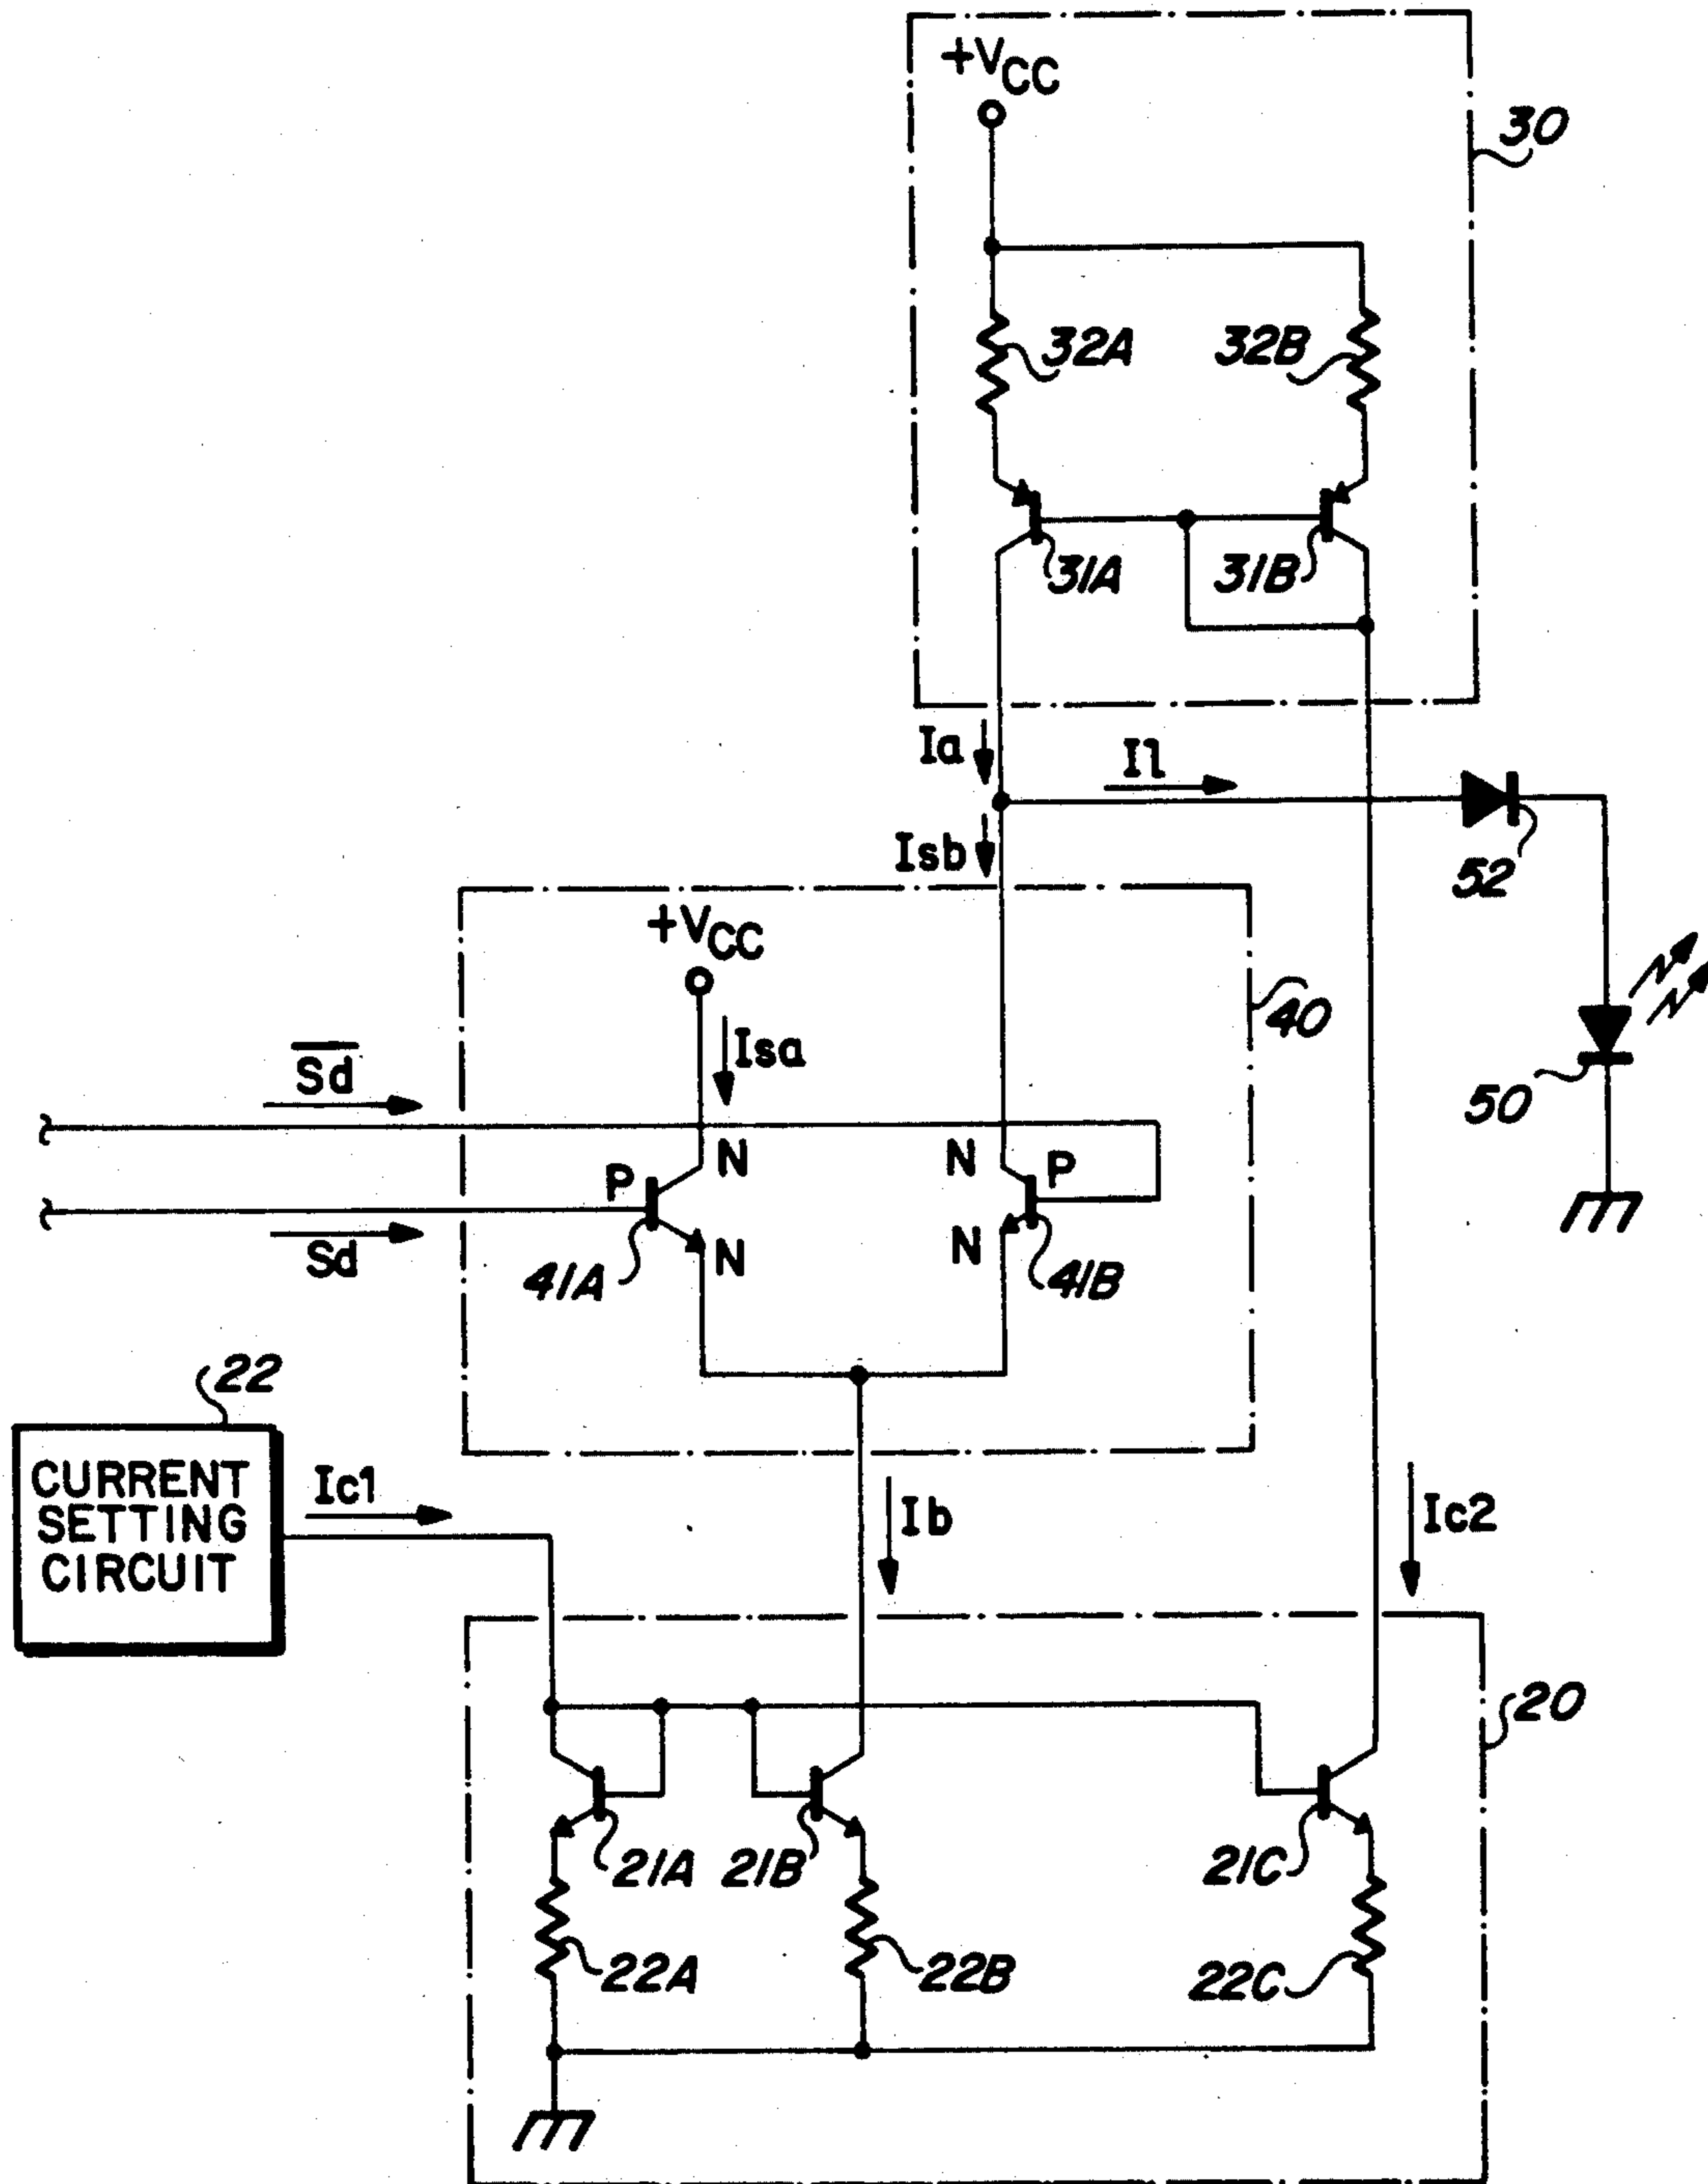 +VCC
30
32A
32B
31A
31B
Ia
Il
Isb
52
+VCC
40
Isa
Sd
50
N
N
P
P
Sd
N
N
41A
41B
22
CURRENT
SETTING
CIRCUIT
Ic1
Ib
Ic2
20
21A
21B
21C
22A
22B
22C